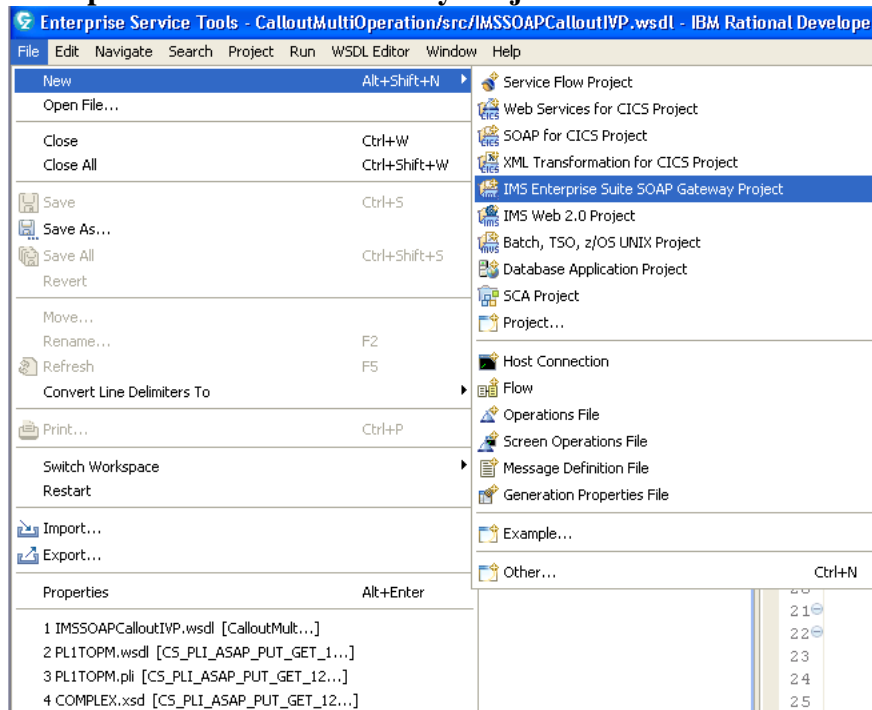 Enterprise Service Tools - CalloutMultiOperation/src/IMSSOAPCalloutIVP.wsdl - IBM Rational Develope
File Edit Navigate Search Project Run WSDL Editor Window Help
New Alt+Shift+N
Open File...
Close Ctrl+W
Close All Ctrl+Shift+W
Save Ctrl+S
Save As...
Save All Ctrl+Shift+S
Revert
Move...
Rename... F2
Refresh F5
Convert Line Delimiters To
Print... Ctrl+P
Switch Workspace
Restart
Import...
Export...
Properties Alt+Enter
1 IMSSOAPCalloutIVP.wsdl [CalloutMult...]
2 PL1TOPM.wsdl [CS_PLI_ASAP_PUT_GET_1...]
3 PL1TOPM.pli [CS_PLI_ASAP_PUT_GET_12...]
4 COMPLEX.xsd [CS_PLI_ASAP_PUT_GET_12...]
Service Flow Project
Web Services for CICS Project
SOAP for CICS Project
XML Transformation for CICS Project
IMS Enterprise Suite SOAP Gateway Project
IMS Web 2.0 Project
Batch, TSO, z/OS UNIX Project
Database Application Project
SCA Project
Project...
Host Connection
Flow
Operations File
Screen Operations File
Message Definition File
Generation Properties File
Example...
Other... Ctrl+N
21
22
23
24
25